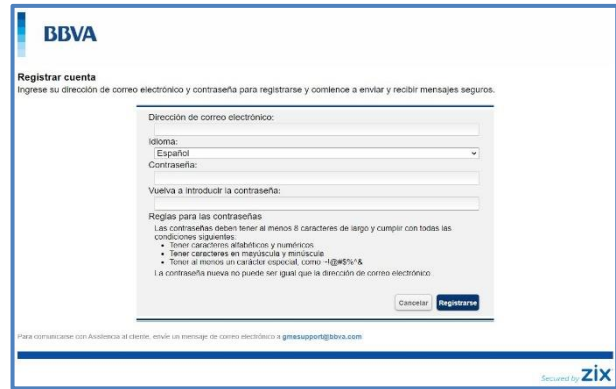 BBVA
Registrar cuenta
Ingrese su dirección de correo electrónico y contraseña para registrarse y comience a enviar y recibir mensajes seguros.
Dirección de correo electrónico:
Idioma:
Español
Contraseña:
Vuelva a introducir la contraseña:
Reglas para las contraseñas
Las contraseñas deben tener al menos 8 caracteres de largo y cumplir con todas las
condiciones siguientes:
• Tener caracteres alfabéticos y numéricos
• Tener caracteres en mayúscula y minúscula
• Tener al menos un carácter especial, como ~!@#$%^&
La contraseña nueva no puede ser igual que la dirección de correo electrónico.
Cancelar Registrarse
Para comunicarse con Asistencia al cliente, envíe un mensaje de correo electrónico a gmesupport@bbva.com
Secured by zix